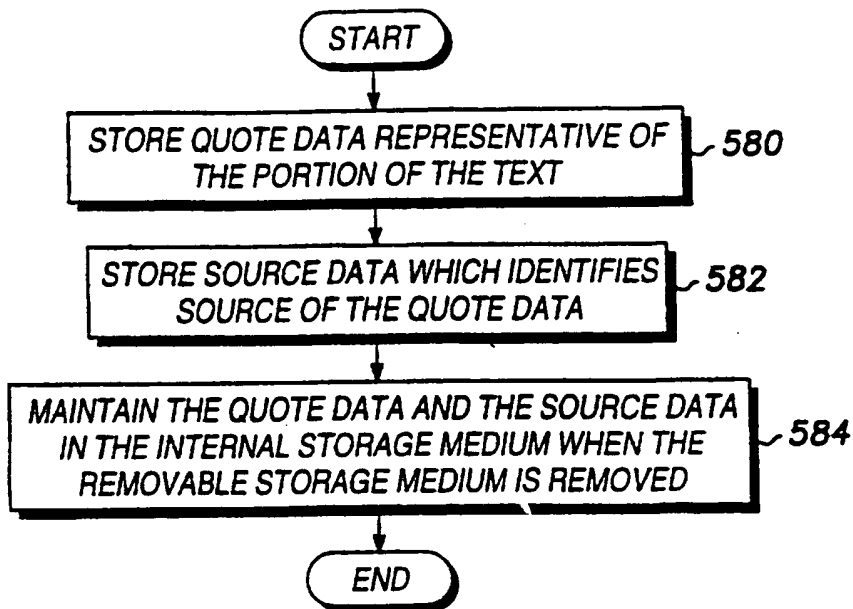 START
STORE QUOTE DATA REPRESENTATIVE OF
THE PORTION OF THE TEXT
580
STORE SOURCE DATA WHICH IDENTIFIES
SOURCE OF THE QUOTE DATA
582
MAINTAIN THE QUOTE DATA AND THE SOURCE DATA
IN THE INTERNAL STORAGE MEDIUM WHEN THE
REMOVABLE STORAGE MEDIUM IS REMOVED
584
END